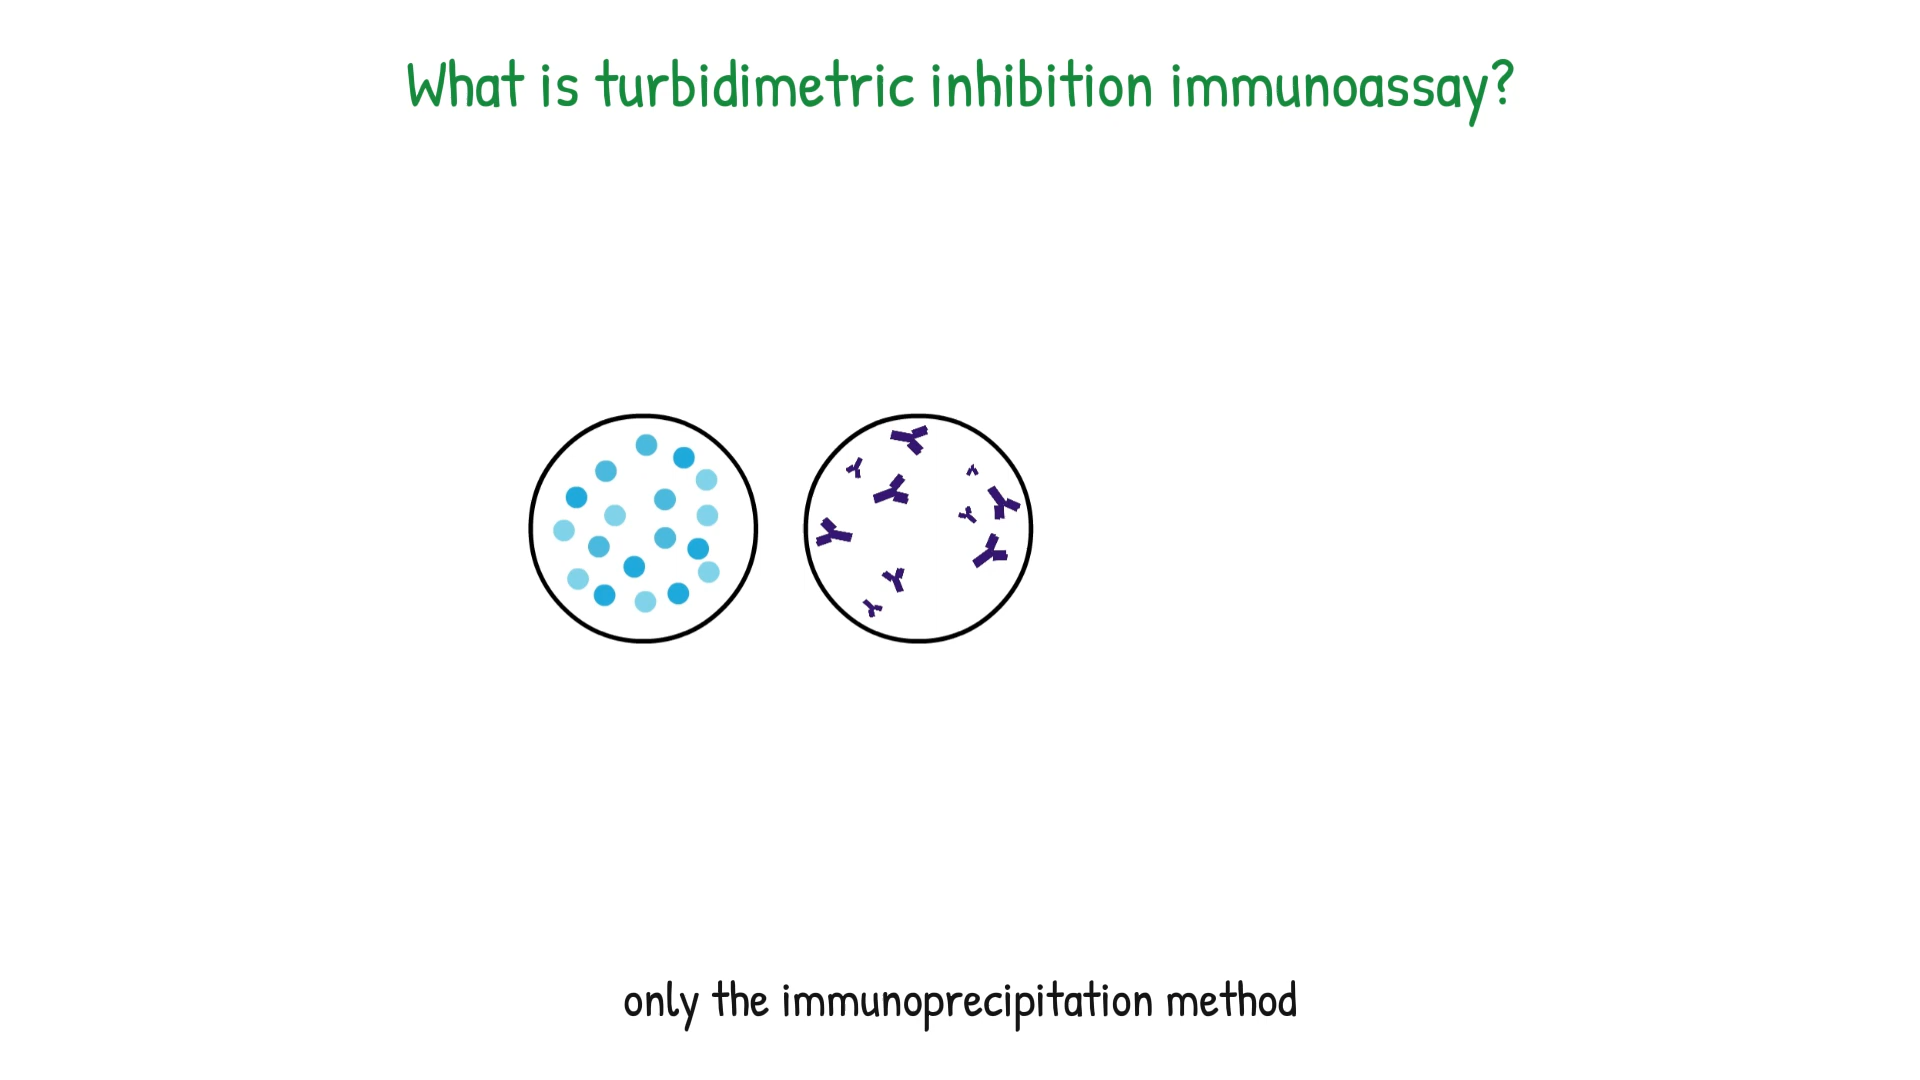 What is turbidimetric inhibition immunoassay?
only the immunoprecipitation method